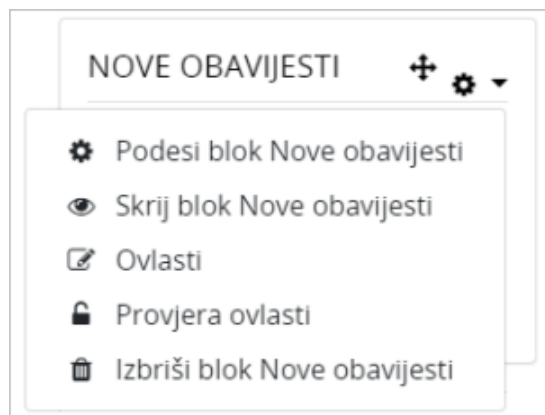 NOVE OBAVIJESTI
Podesi blok Nove obavijesti
Skrij blok Nove obavijesti
Ovlasti
Provjera ovlasti
Izbriši blok Nove obavijesti